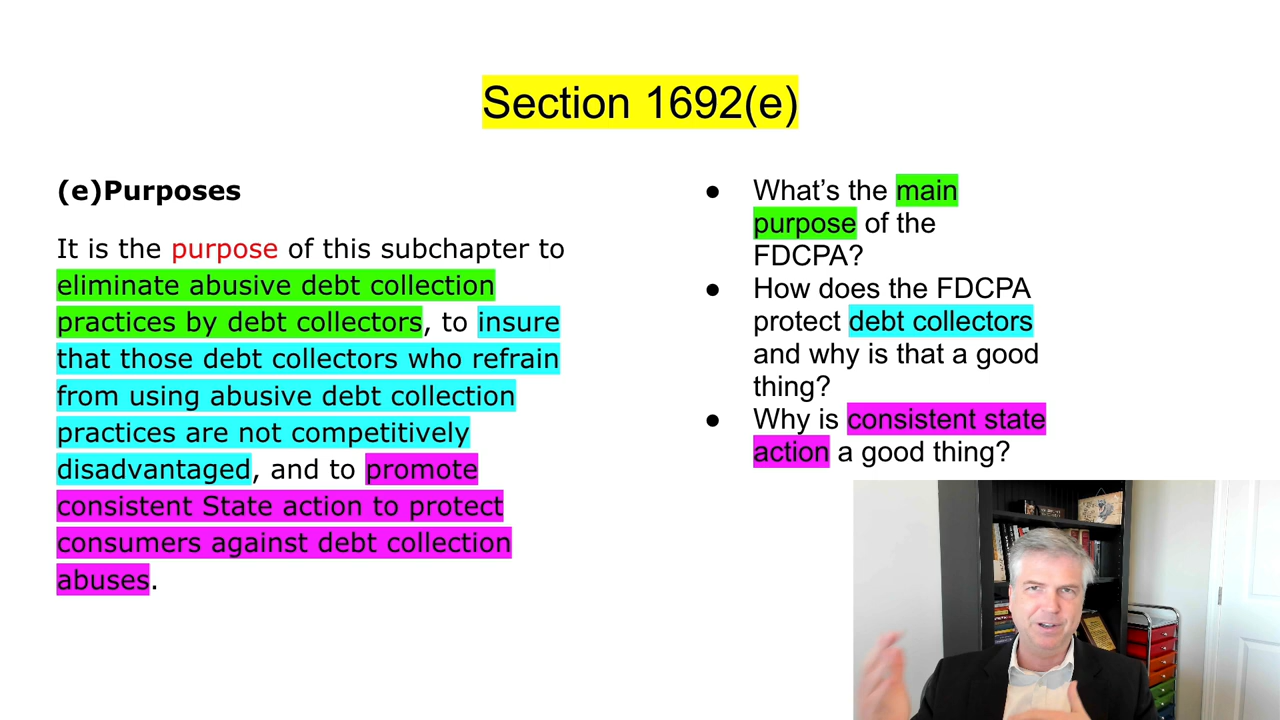 Section 1692(e)
(e)Purposes
It is the purpose of this subchapter to
eliminate abusive debt collection
practices by debt collectors, to insure
that those debt collectors who refrain
from using abusive debt collection
practices are not competitively
disadvantaged, and to promote
consistent State action to protect
consumers against debt collection
abuses.
● What’s the main
purpose of the
FDCPA?
● How does the FDCPA
protect debt collectors
and why is that a good
thing?
● Why is consistent state
action a good thing?